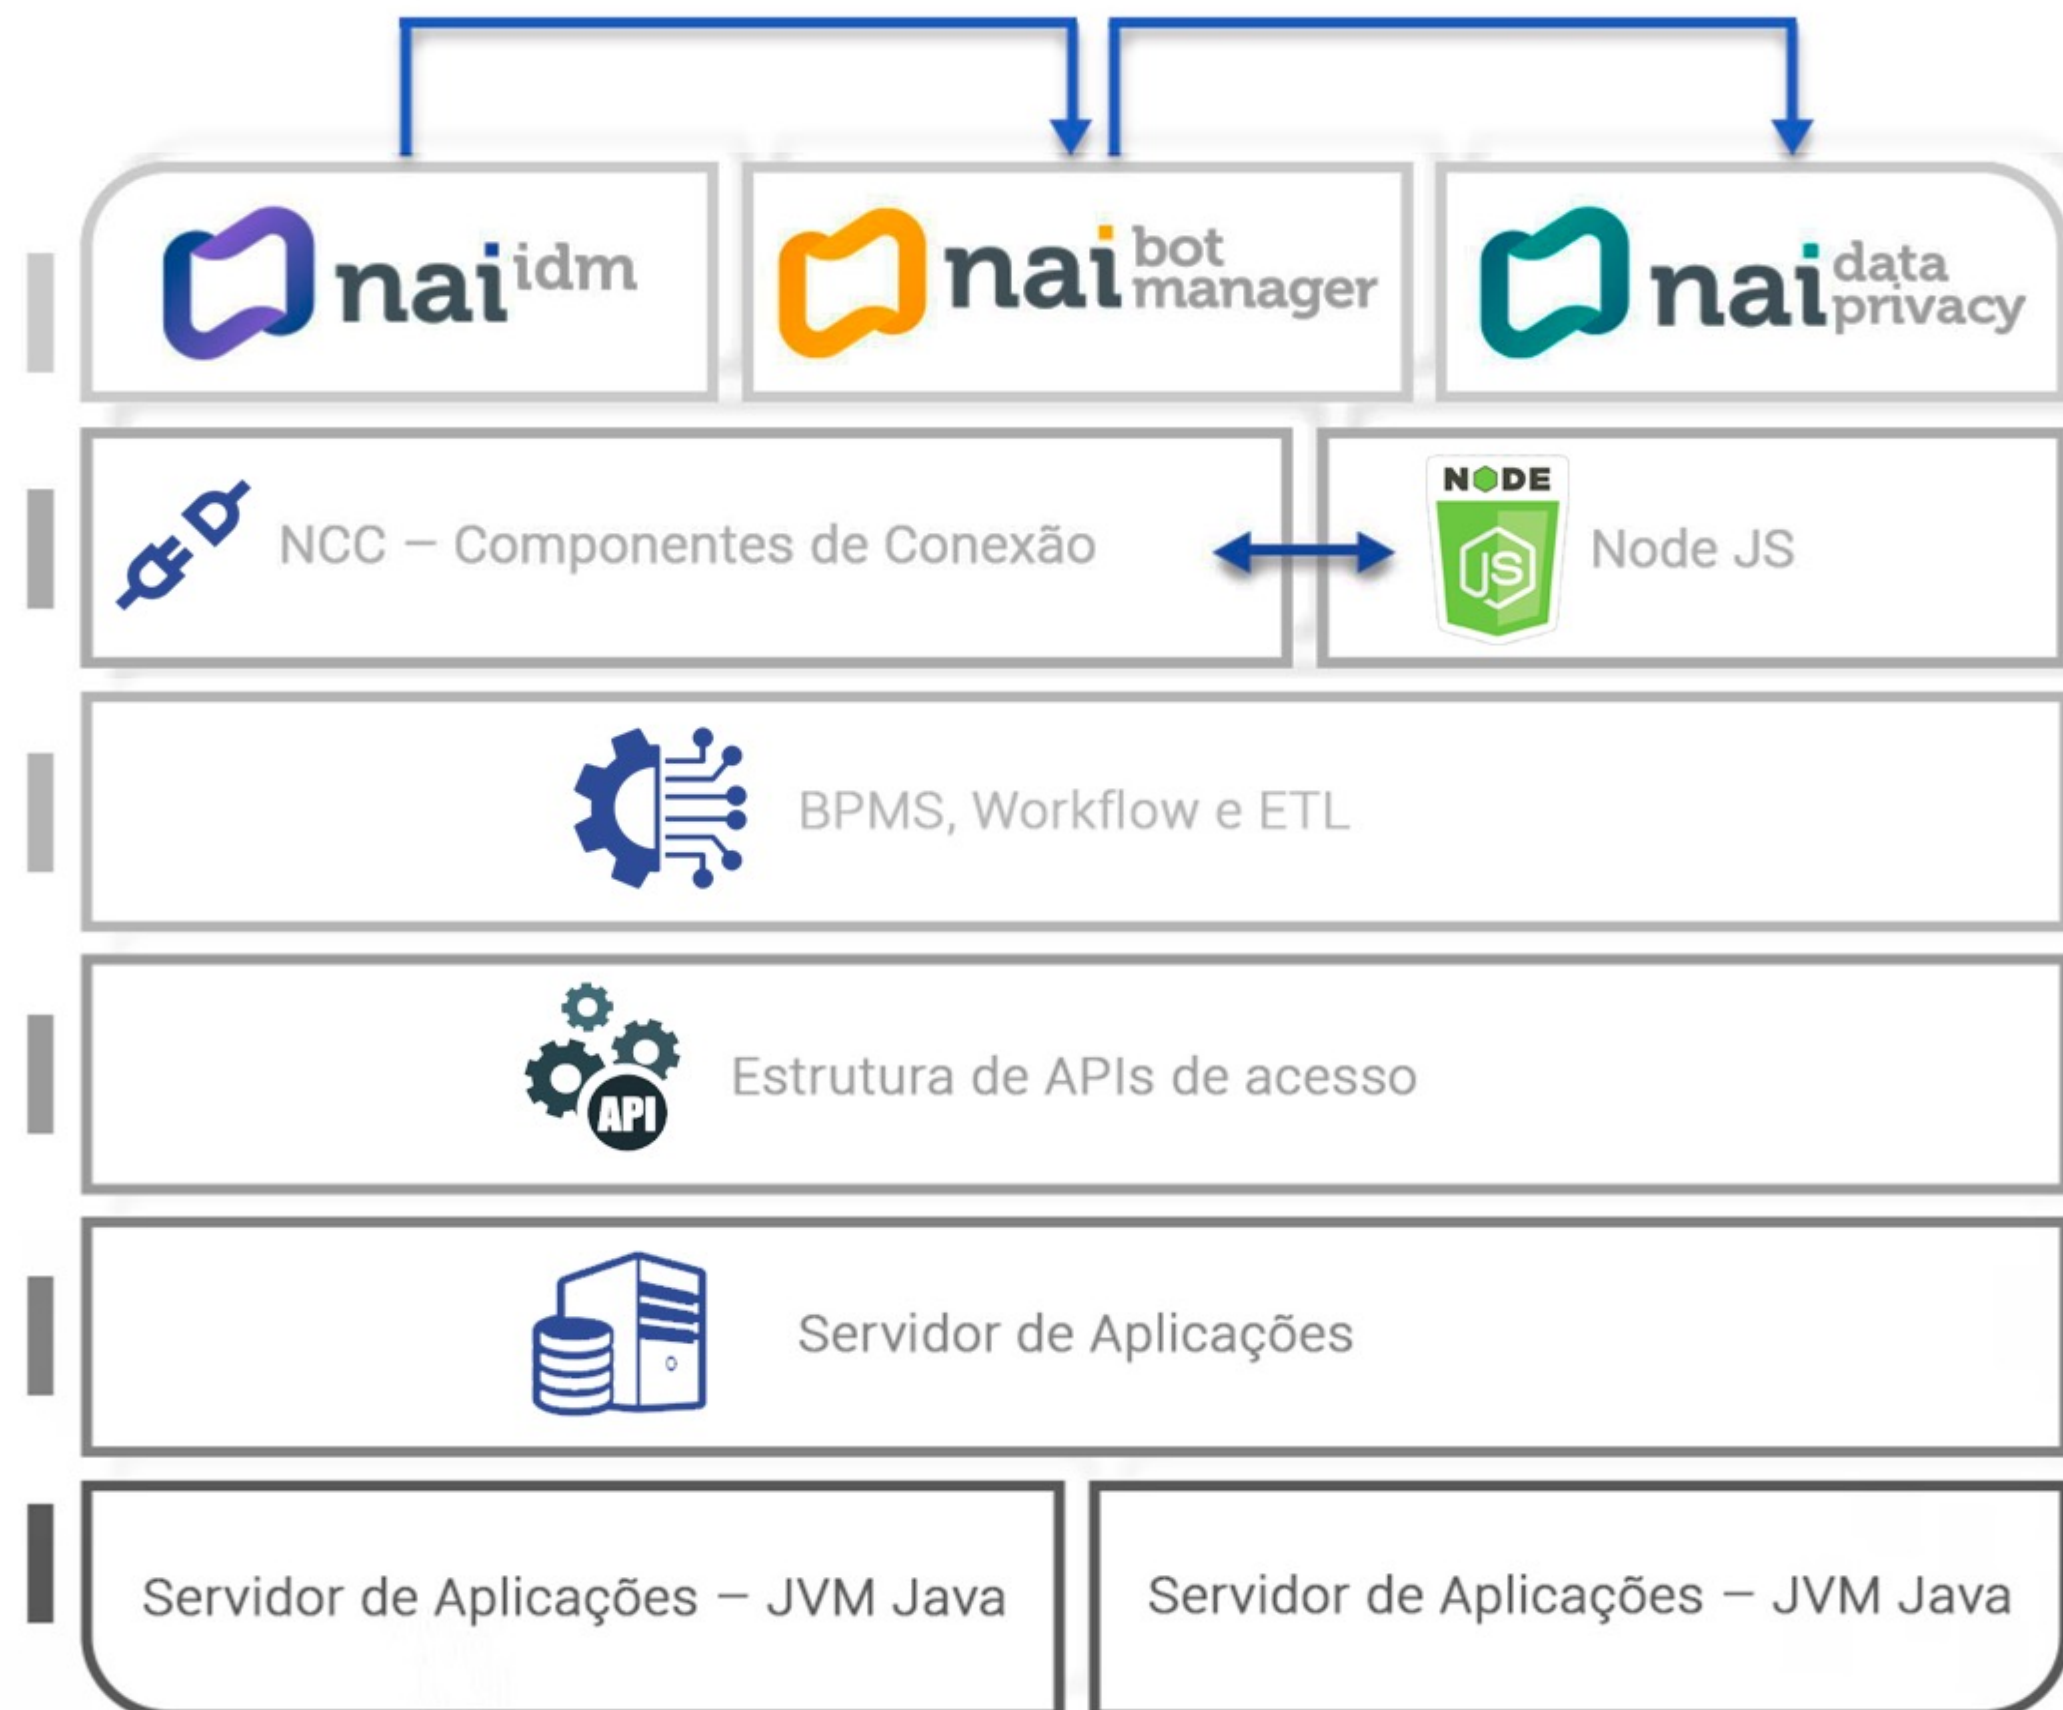 nai idm
nai bot manager
nai data privacy
NCC – Componentes de Conexão
NODE
JS
Node JS
BPMS, Workflow e ETL
API
Estrutura de APIs de acesso
Servidor de Aplicações
Servidor de Aplicações – JVM Java
Servidor de Aplicações – JVM Java